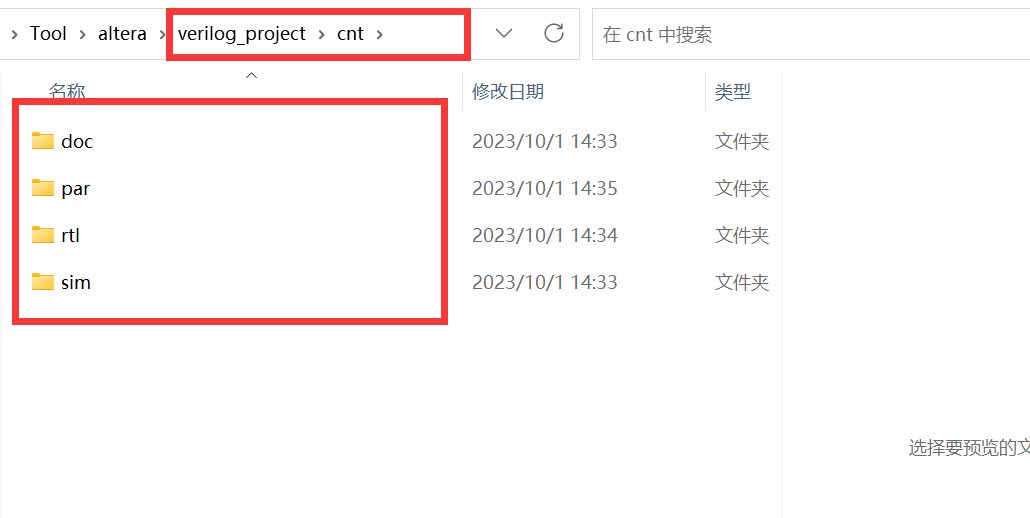 Tool altera verilog_project cnt 在 cnt 中搜索
名称 修改日期 类型
doc 2023/10/1 14:33 文件夹
par 2023/10/1 14:35 文件夹
rtl 2023/10/1 14:34 文件夹
sim 2023/10/1 14:33 文件夹
选择要预览的文